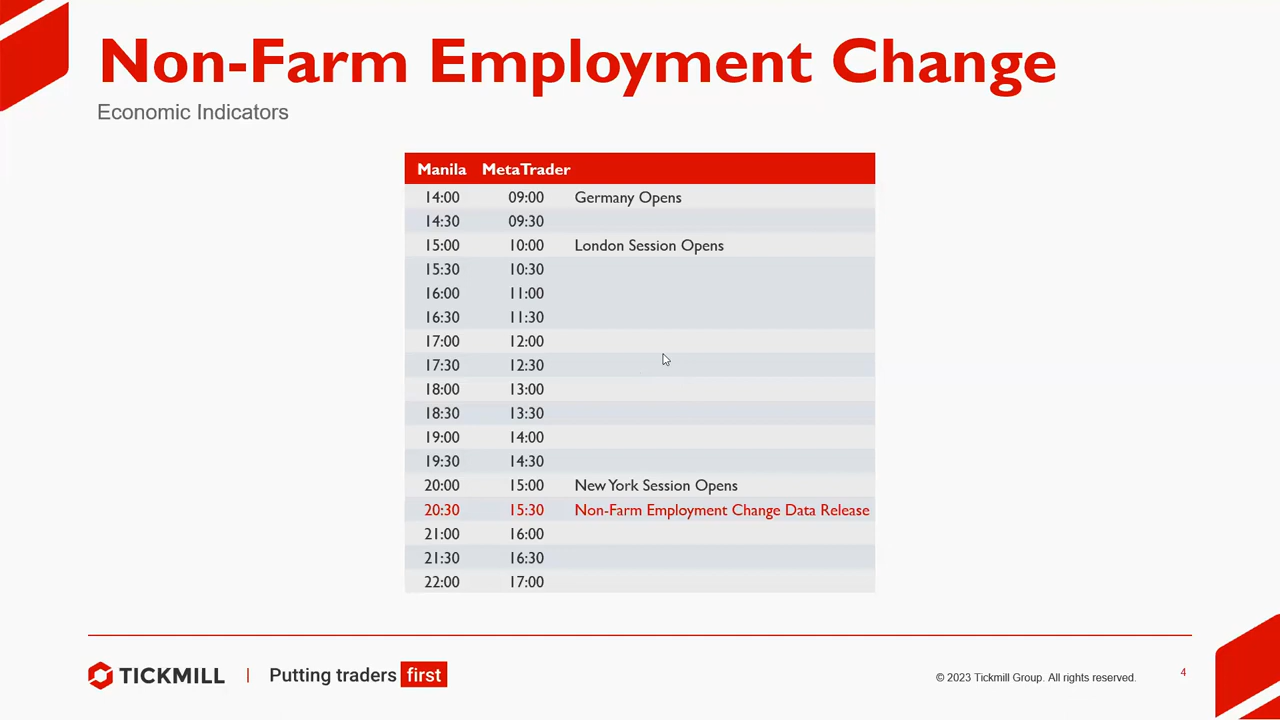 Non-Farm Employment Change
Economic Indicators
Manila MetaTrader
14:00 09:00 Germany Opens
14:30 09:30
15:00 10:00 London Session Opens
15:30 10:30
16:00 11:00
16:30 11:30
17:00 12:00
17:30 12:30
18:00 13:00
18:30 13:30
19:00 14:00
19:30 14:30
20:00 15:00 New York Session Opens
20:30 15:30 Non-Farm Employment Change Data Release
21:00 16:00
21:30 16:30
22:00 17:00
TICKMILL | Putting traders first
© 2023 Tickmill Group. All rights reserved.
4